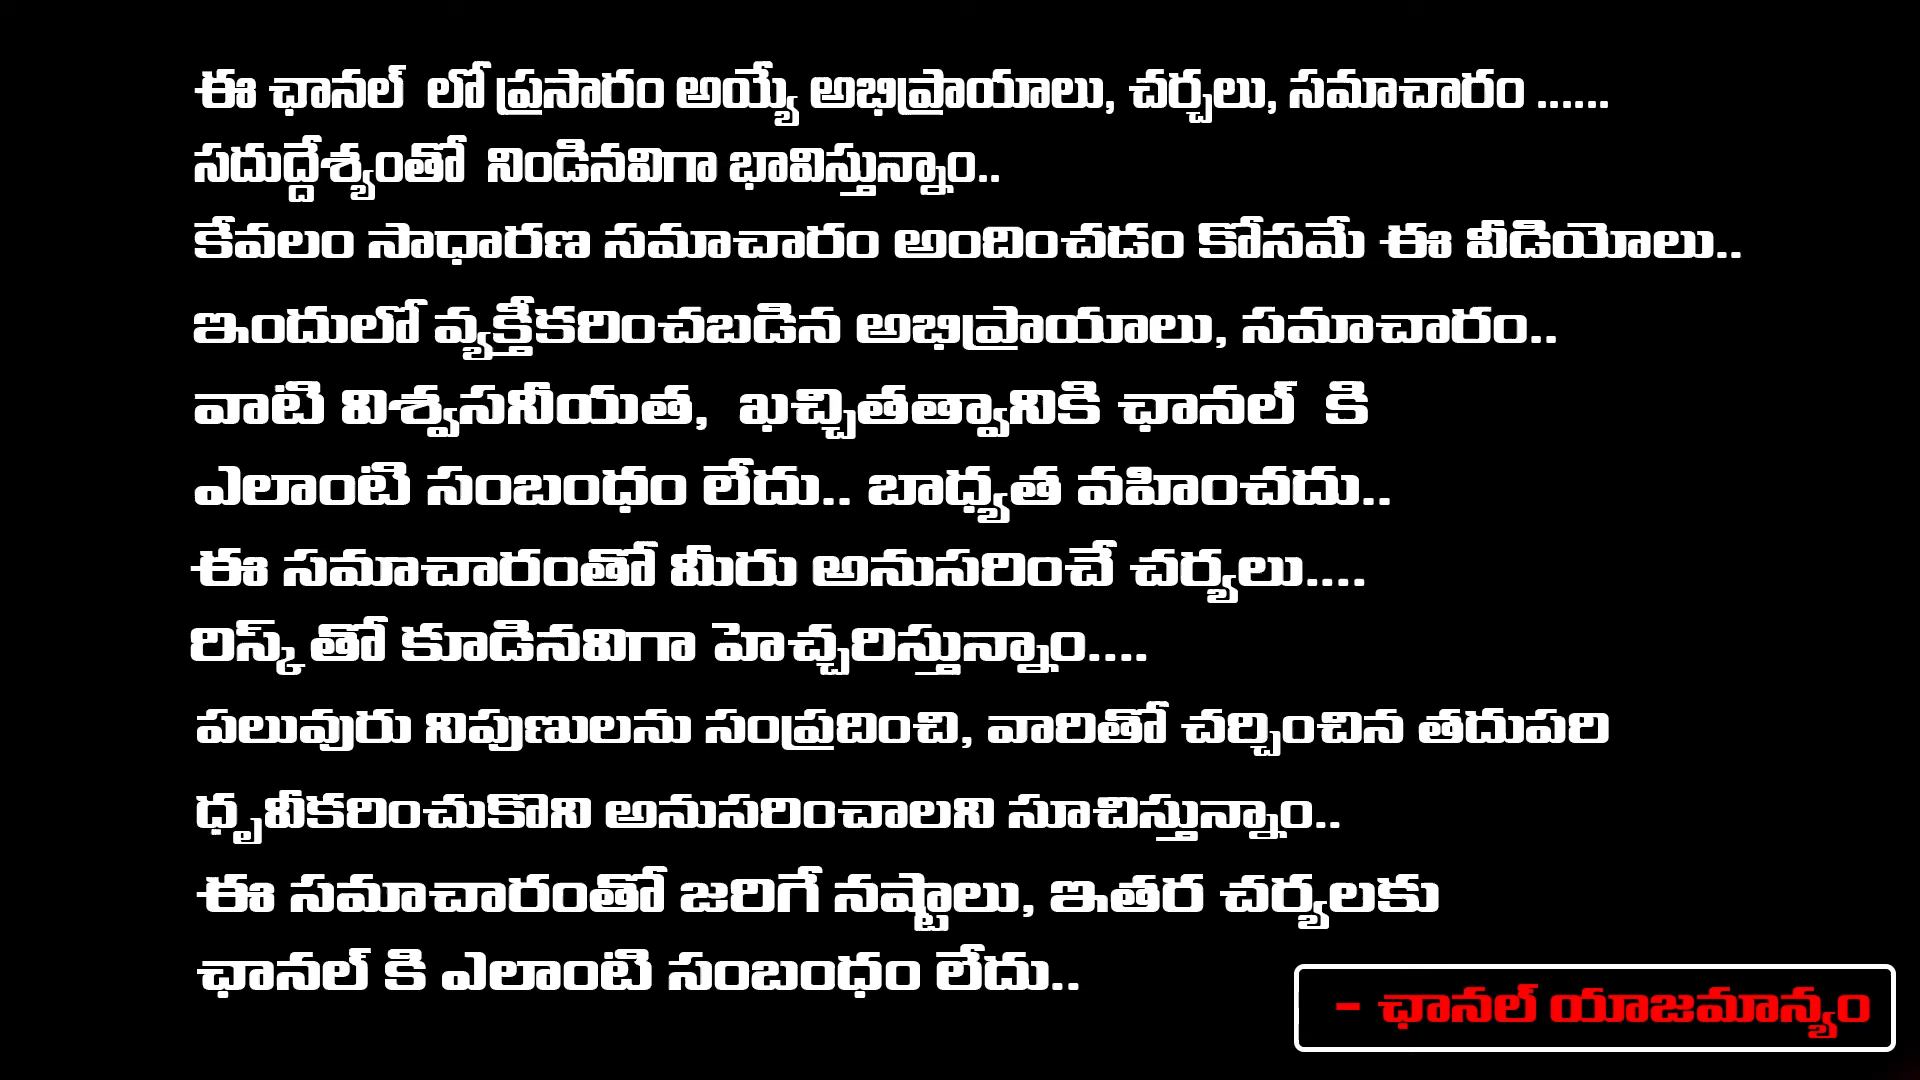 ఈ ఛానల్ లో ప్రసారం అయ్యే అభిప్రాయాలు, చర్చలు, సమాచారం ......
సదుద్దేశ్యంతో నిండినవిగా భావిస్తున్నాం..
కేవలం సాధారణ సమాచారం అందించడం కోసమే ఈ వీడియోలు..
ఇందులో వ్యక్తీకరించబడిన అభిప్రాయాలు, సమాచారం..
వాటి విశ్వసనీయత, ఖచ్చితత్వానికి ఛానల్ కి
ఎలాంటి సంబంధం లేదు.. బాధ్యత వహించదు..
ఈ సమాచారంతో మీరు అనుసరించే చర్యలు....
రిస్క్ తో కూడినవిగా హెచ్చరిస్తున్నాం....
పలువురు నిపుణులను సంప్రదించి, వారితో చర్చించిన తదుపరి
ధృవీకరించుకొని అనుసరించాలని సూచిస్తున్నాం..
ఈ సమాచారంతో జరిగే నష్టాలు, ఇతర చర్యలకు
ఛానల్ కి ఎలాంటి సంబంధం లేదు..
- ఛానల్ యాజమాన్యం